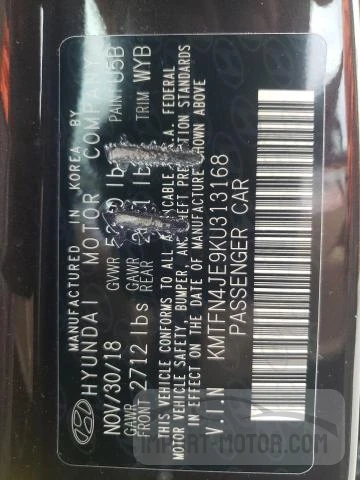 MANUFACTURED IN KOREA BY
HYUNDAI MOTOR COMPANY
NOV/30/18 GVWR lb PAINT U5B
GAWR FRONT 2712 lbs GAWR REAR lb TRIM WYB
THIS VEHICLE CONFORMS TO ALL FEDERAL
MOTOR VEHICLE SAFETY, BUMPER, AND THEFT PREVENTION STANDARDS
IN EFFECT ON THE DATE OF MANUFACTURE SHOWN ABOVE
V.I.N KMTFN4JE9KU313168
PASSENGER CAR
IMPORT-MOTOR.COM